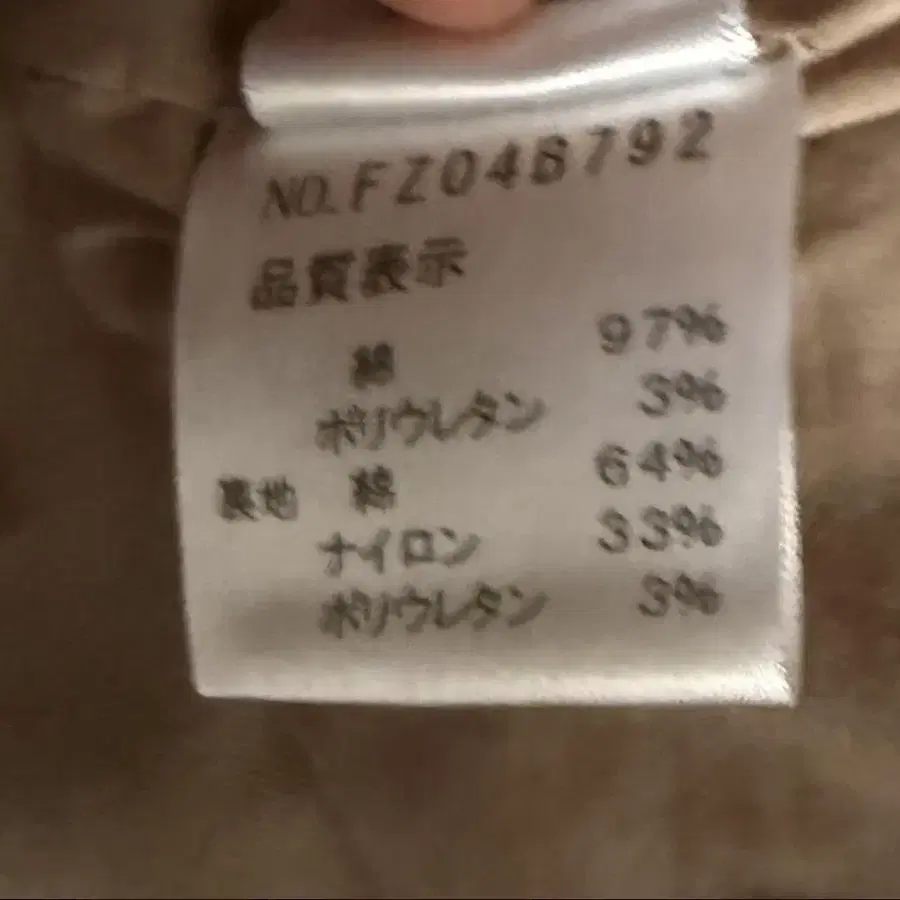 NO.FZ04B792
品質表示
綿 97%
ポリウレタン 3%
裏地 綿 64%
ナイロン 33%
ポリウレタン 3%